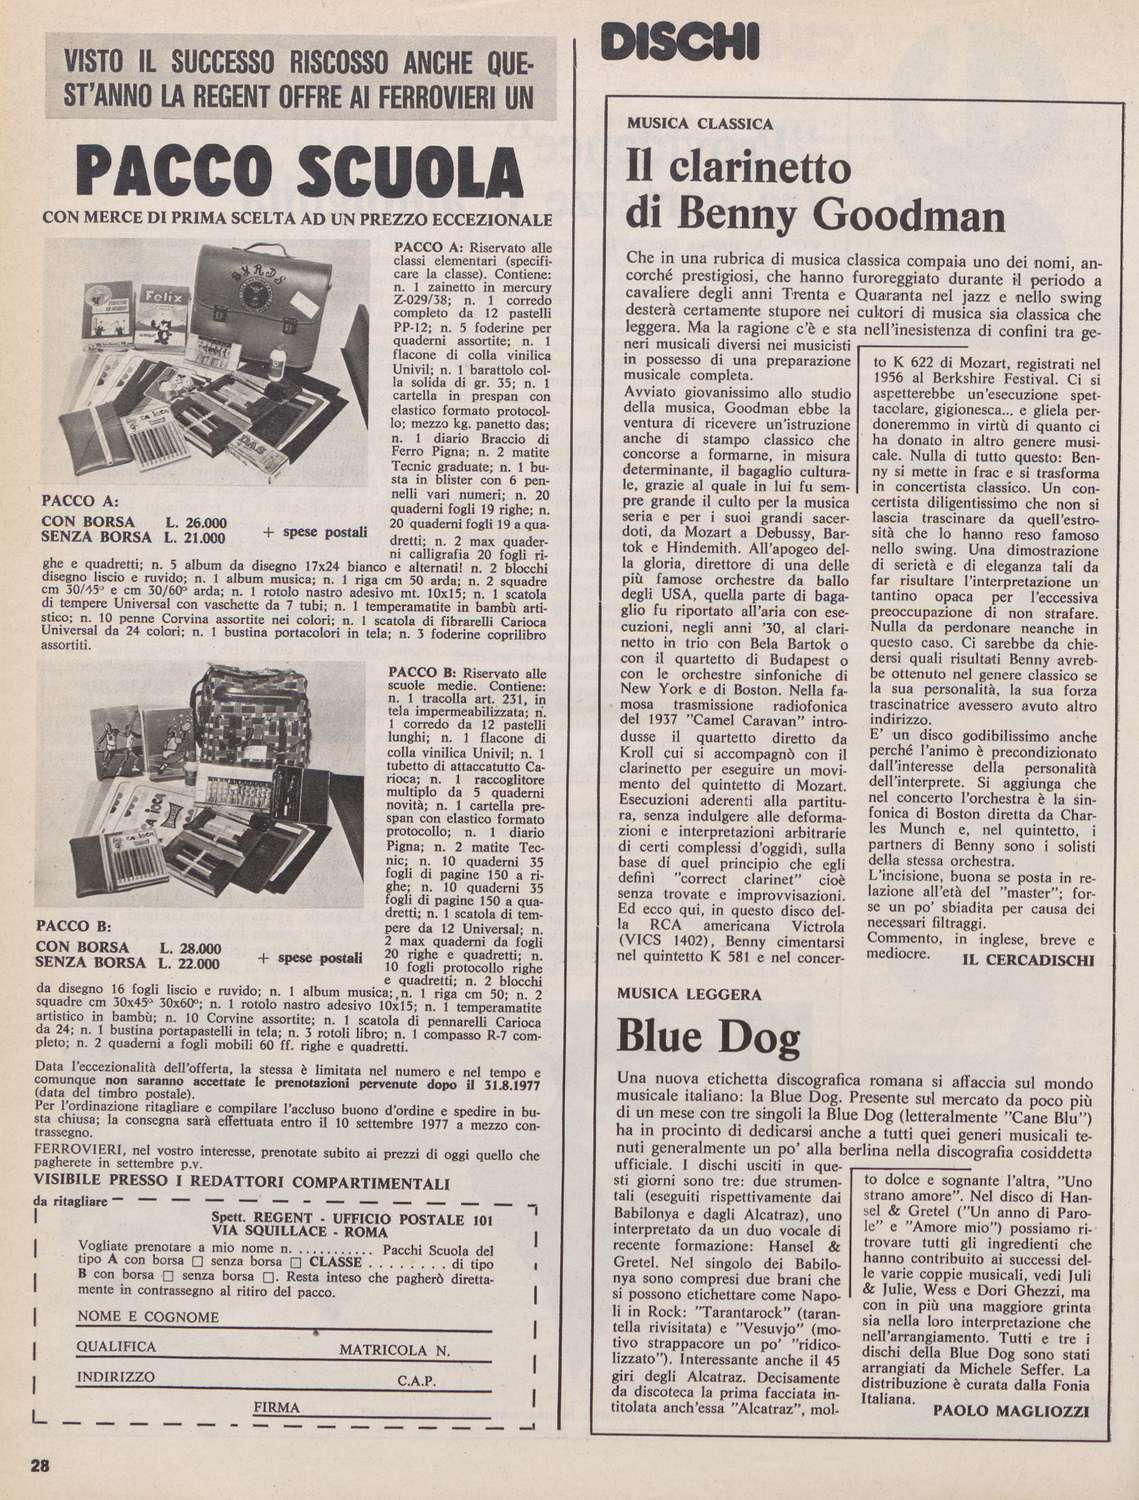 VISTO IL SUCCESSO RISCOSSO ANCHE QUE-
ST'ANNO LA REGENT OFFRE AI FERROVIERI UN
PACCO SCUOLA
CON MERCE DI PRIMA SCELTA AD UN PREZZO ECCEZIONALE
PACCO A: Riservato alle
classi elementari (specifi-
care la classe). Contiene:
n. 1 zainetto in mercury
Z-029/38; n. 1 corredo
completo da 12 pastelli
PP-12; n. 5 foderine per
quaderni assortite; n. 1
flacone di colla vinilica
Univil; n. 1 barattolo col-
la solida di gr. 35; n. 1
cartella in prespan con
elastico formato protocol-
lo; mezzo kg. panetto das;
n. 1 diario Braccio di
Ferro Pigna; n. 2 matite
Tecnic graduate; n. 1 bu-
sta in blister con 6 pen-
nelli vari numeri; n. 20
quaderni fogli 19 righe; n.
20 quaderni fogli 19 a qua-
dretti; n. 2 max quader-
ni calligrafia 20 fogli ri-
ghe e quadretti; n. 5 album da disegno 17x24 bianco e alternati! n. 2 blocchi
disegno liscio e ruvido; n. 1 album musica; n. 1 riga cm 50 arda; n. 2 squadre
cm 30/45° e cm 30/60° arda; n. 1 rotolo nastro adesivo mt. 10x15; n. 1 scatola
di tempere Universal con vaschette da 7 tubi; n. 1 temperamatite in bambù arti-
stico; n. 10 penne Corvina assortite nei colori; n. 1 scatola di fibrarelli Carioca
Universal da 24 colori; n. 1 bustina portacolori in tela; n. 3 foderine coprilibro
assortiti.
BYRDS
Felix
DAS
PACCO A:
CON BORSA L. 26.000
SENZA BORSA L. 21.000
+ spese postali
PACCO B: Riservato alle
scuole medie. Contiene:
n. 1 tracolla art. 231, in
tela impermeabilizzata; n.
1 corredo da 12 pastelli
lunghi; n. 1 flacone di
colla vinilica Univil; n. 1
tubetto di attaccatutto Ca-
rioca; n. 1 raccoglitore
multiplo da 5 quaderni
novità; n. 1 cartella pre-
span con elastico formato
protocollo; n. 1 diario
Pigna; n. 2 matite Tec-
nic; n. 10 quaderni 35
fogli di pagine 150 a ri-
ghe; n. 10 quaderni 35
fogli di pagine 150 a qua-
dretti; n. 1 scatola di tem-
pere da 12 Universal; n.
2 max quaderni da fogli
20 righe e quadretti; n.
10 fogli protocollo righe
e quadretti; n. 2 blocchi
da disegno 16 fogli liscio e ruvido; n. 1 album musica; n. 1 riga cm 50; n. 2
squadre cm 30x45° 30x60°; n. 1 rotolo nastro adesivo 10x15; n. 1 temperamatite
artistico in bambù; n. 10 Corvine assortite; n. 1 scatola di pennarelli Carioca
da 24; n. 1 bustina portapastelli in tela; n. 3 rotoli libro; n. 1 compasso R-7 com-
pleto; n. 2 quaderni a fogli mobili 60 ff. righe e quadretti.
PACCO B:
CON BORSA L. 28.000
SENZA BORSA L. 22.000
+ spese postali
Data l'eccezionalità dell'offerta, la stessa è limitata nel numero e nel tempo e
comunque non saranno accettate le prenotazioni pervenute dopo il 31.8.1977
(data del timbro postale).
Per l'ordinazione ritagliare e compilare l'accluso buono d'ordine e spedire in bu-
sta chiusa; la consegna sarà effettuata entro il 10 settembre 1977 a mezzo con-
trassegno.
FERROVIERI, nel vostro interesse, prenotate subito ai prezzi di oggi quello che
pagherete in settembre p.v.
VISIBILE PRESSO I REDATTORI COMPARTIMENTALI
da ritagliare
Spett. REGENT - UFFICIO POSTALE 101
VIA SQUILLACE - ROMA
Vogliate prenotare a mio nome n. ........... Pacchi Scuola del
tipo A con borsa □ senza borsa □ CLASSE ........ di tipo
B con borsa □ senza borsa □. Resta inteso che pagherò diretta-
mente in contrassegno al ritiro del pacco.
NOME E COGNOME
QUALIFICA MATRICOLA N.
INDIRIZZO C.A.P.
FIRMA
28
DISCHI
MUSICA CLASSICA
Il clarinetto
di Benny Goodman
Che in una rubrica di musica classica compaia uno dei nomi, an-
corché prestigiosi, che hanno furoreggiato durante il periodo a
cavaliere degli anni Trenta e Quaranta nel jazz e nello swing
desterà certamente stupore nei cultori di musica sia classica che
leggera. Ma la ragione c'è e sta nell'inesistenza di confini tra ge-
neri musicali diversi nei musicisti
in possesso di una preparazione
musicale completa.
Avviato giovanissimo allo studio
della musica, Goodman ebbe la
ventura di ricevere un'istruzione
anche di stampo classico che
concorse a formarne, in misura
determinante, il bagaglio cultura-
le, grazie al quale in lui fu sem-
pre grande il culto per la musica
seria e per i suoi grandi sacer-
doti, da Mozart a Debussy, Bar-
tok e Hindemith. All'apogeo del-
la gloria, direttore di una delle
più famose orchestre da ballo
degli USA, quella parte di baga-
glio fu riportato all'aria con ese-
cuzioni, negli anni '30, al clari-
netto in trio con Bela Bartok o
con il quartetto di Budapest o
con le orchestre sinfoniche di
New York e di Boston. Nella fa-
mosa trasmissione radiofonica
del 1937 "Camel Caravan" intro-
dusse il quartetto diretto da
Kroll cui si accompagnò con il
clarinetto per eseguire un movi-
mento del quintetto di Mozart.
Esecuzioni aderenti alla partitu-
ra, senza indulgere alle deforma-
zioni e interpretazioni arbitrarie
di certi complessi d'oggidì, sulla
base di quel principio che egli
definì "correct clarinet" cioè
senza trovate e improvvisazioni.
Ed ecco qui, in questo disco del-
la RCA americana Victrola
(VICS 1402), Benny cimentarsi
nel quintetto K 581 e nel concer-
to K 622 di Mozart, registrati nel
1956 al Berkshire Festival. Ci si
aspetterebbe un'esecuzione spet-
tacolare, gigionesca... e gliela per-
doneremmo in virtù di quanto ci
ha donato in altro genere musi-
cale. Nulla di tutto questo: Ben-
ny si mette in frac e si trasforma
in concertista classico. Un con-
certista diligentissimo che non si
lascia trascinare da quell'estro-
sità che lo hanno reso famoso
nello swing. Una dimostrazione
di serietà e di eleganza tali da
far risultare l'interpretazione un
tantino opaca per l'eccessiva
preoccupazione di non strafare.
Nulla da perdonare neanche in
questo caso. Ci sarebbe da chie-
dersi quali risultati Benny avreb-
be ottenuto nel genere classico se
la sua personalità, la sua forza
trascinatrice avessero avuto altro
indirizzo.
E' un disco godibilissimo anche
perché l'animo è precondizionato
dall'interesse della personalità
dell'interprete. Si aggiunga che
nel concerto l'orchestra è la sin-
fonica di Boston diretta da Char-
les Munch e, nel quintetto, i
partners di Benny sono i solisti
della stessa orchestra.
L'incisione, buona se posta in re-
lazione all'età del "master"; for-
se un po' sbiadita per causa dei
necessari filtraggi.
Commento, in inglese, breve e
mediocre. IL CERCADISCHI
MUSICA LEGGERA
Blue Dog
Una nuova etichetta discografica romana si affaccia sul mondo
musicale italiano: la Blue Dog. Presente sul mercato da poco più
di un mese con tre singoli la Blue Dog (letteralmente "Cane Blu")
ha in procinto di dedicarsi anche a tutti quei generi musicali te-
nuti generalmente un po' alla berlina nella discografia cosiddetta
ufficiale. I dischi usciti in que-
sti giorni sono tre: due strumen-
tali (eseguiti rispettivamente dai
Babilonya e dagli Alcatraz), uno
interpretato da un duo vocale di
recente formazione: Hansel &
Gretel. Nel singolo dei Babilo-
nya sono compresi due brani che
si possono etichettare come Napo-
li in Rock: "Tarantarock" (taran-
tella rivisitata) e "Vesuvjo" (mo-
tivo strappacore un po' "ridico-
lizzato"). Interessante anche il 45
giri degli Alcatraz. Decisamente
da discoteca la prima facciata in-
titolata anch'essa "Alcatraz", mol-
to dolce e sognante l'altra, "Uno
strano amore". Nel disco di Han-
sel & Gretel ("Un anno di Paro-
le" e "Amore mio") possiamo ri-
trovare tutti gli ingredienti che
hanno contribuito ai successi del-
le varie coppie musicali, vedi Juli
& Julie, Wess e Dori Ghezzi, ma
con in più una maggiore grinta
sia nella loro interpretazione che
nell'arrangiamento. Tutti e tre i
dischi della Blue Dog sono stati
arrangiati da Michele Seffer. La
distribuzione è curata dalla Fonia
Italiana.
PAOLO MAGLIOZZI